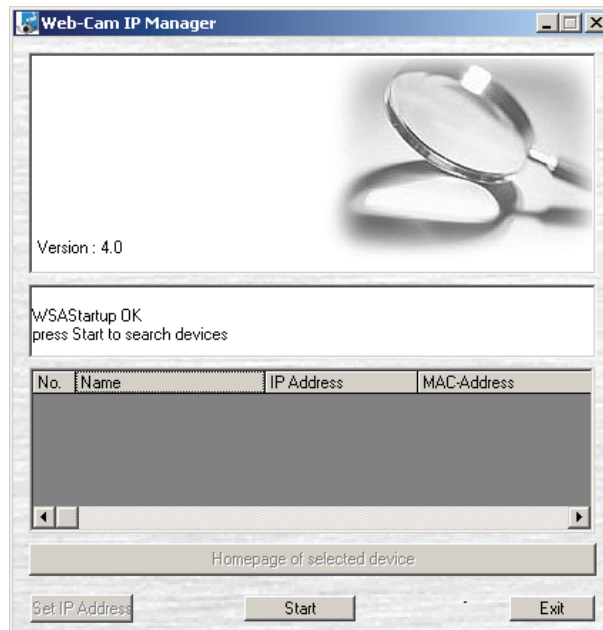 Web-Cam IP Manager
Version : 4.0
WSAStartup OK
press Start to search devices
No. Name IP Address MAC-Address
Homepage of selected device
Set IP Address Start Exit